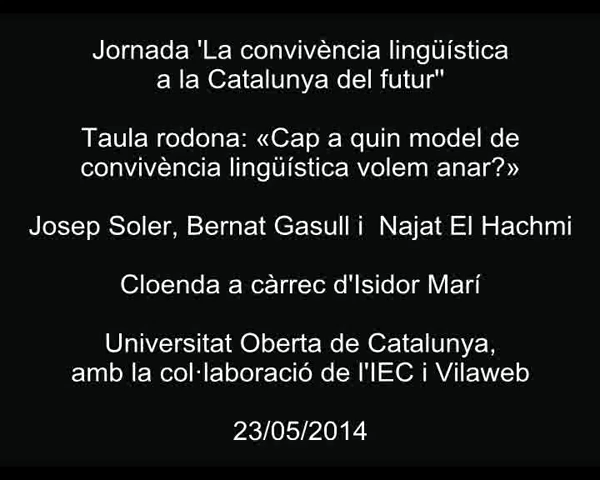 Jornada 'La convivència lingüística
a la Catalunya del futur''
Taula rodona: «Cap a quin model de
convivència lingüística volem anar?»
Josep Soler, Bernat Gasull i  Najat El Hachmi
Cloenda a càrrec d'Isidor Marí
Universitat Oberta de Catalunya,
amb la col·laboració de l'IEC i Vilaweb
23/05/2014